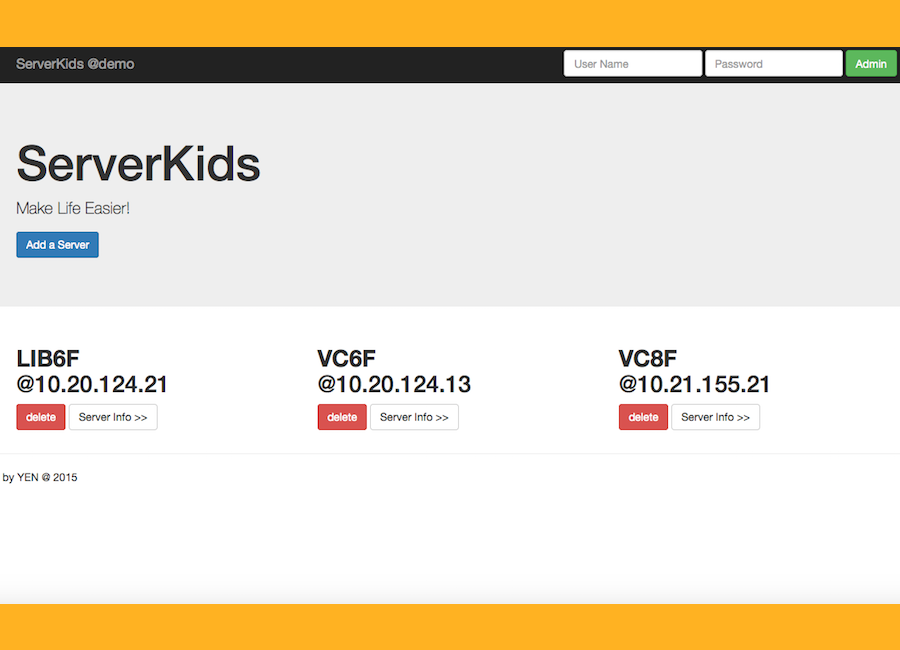 ServerKids @demo
User Name
Password
Admin
ServerKids
Make Life Easier!
Add a Server
LIB6F
@10.20.124.21
delete
Server Info >>
VC6F
@10.20.124.13
delete
Server Info >>
VC8F
@10.21.155.21
delete
Server Info >>
by YEN @ 2015